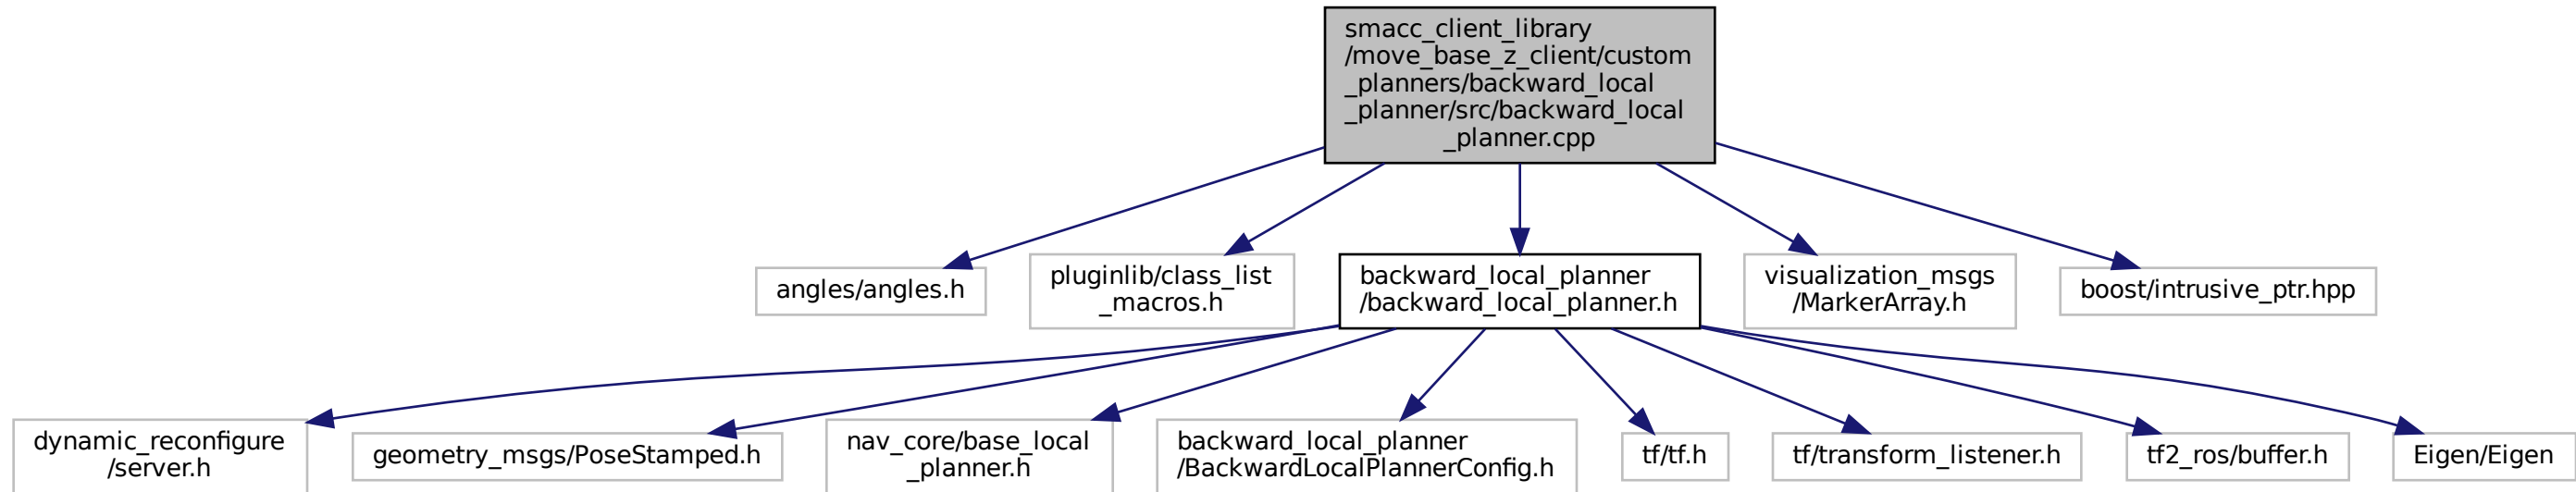 smacc_client_library
/move_base_z_client/custom
_planners/backward_local
_planner/src/backward_local
_planner.cpp
angles/angles.h
pluginlib/class_list
_macros.h
backward_local_planner
/backward_local_planner.h
visualization_msgs
/MarkerArray.h
boost/intrusive_ptr.hpp
dynamic_reconfigure
/server.h
geometry_msgs/PoseStamped.h
nav_core/base_local
_planner.h
backward_local_planner
/BackwardLocalPlannerConfig.h
tf/tf.h
tf/transform_listener.h
tf2_ros/buffer.h
Eigen/Eigen